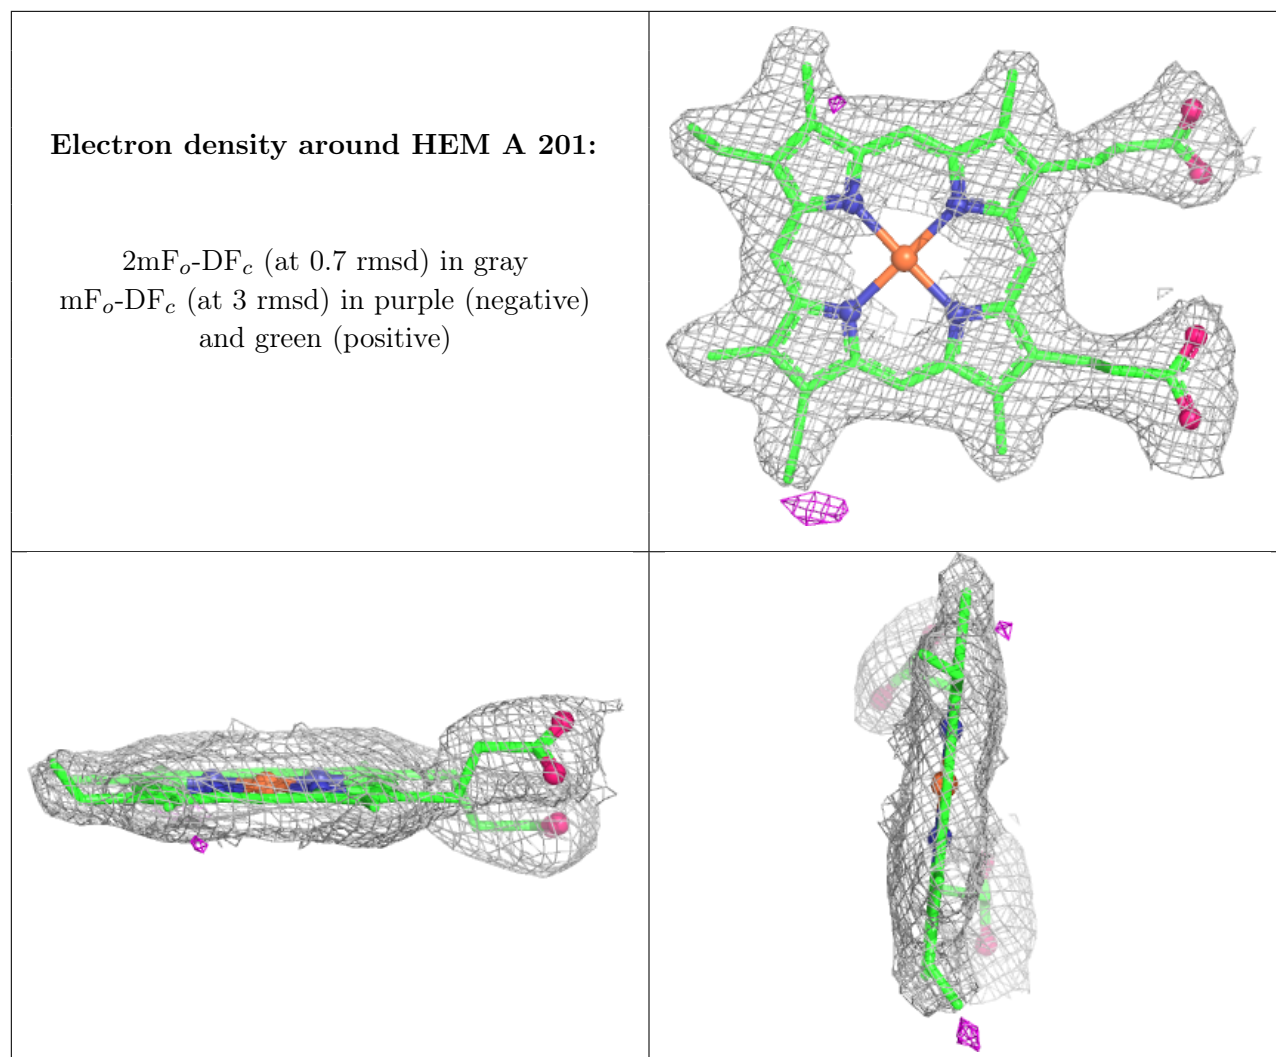 Electron density around HEM A 201:
2mFo-DFc (at 0.7 rmsd) in gray
mFo-DFc (at 3 rmsd) in purple (negative)
and green (positive)